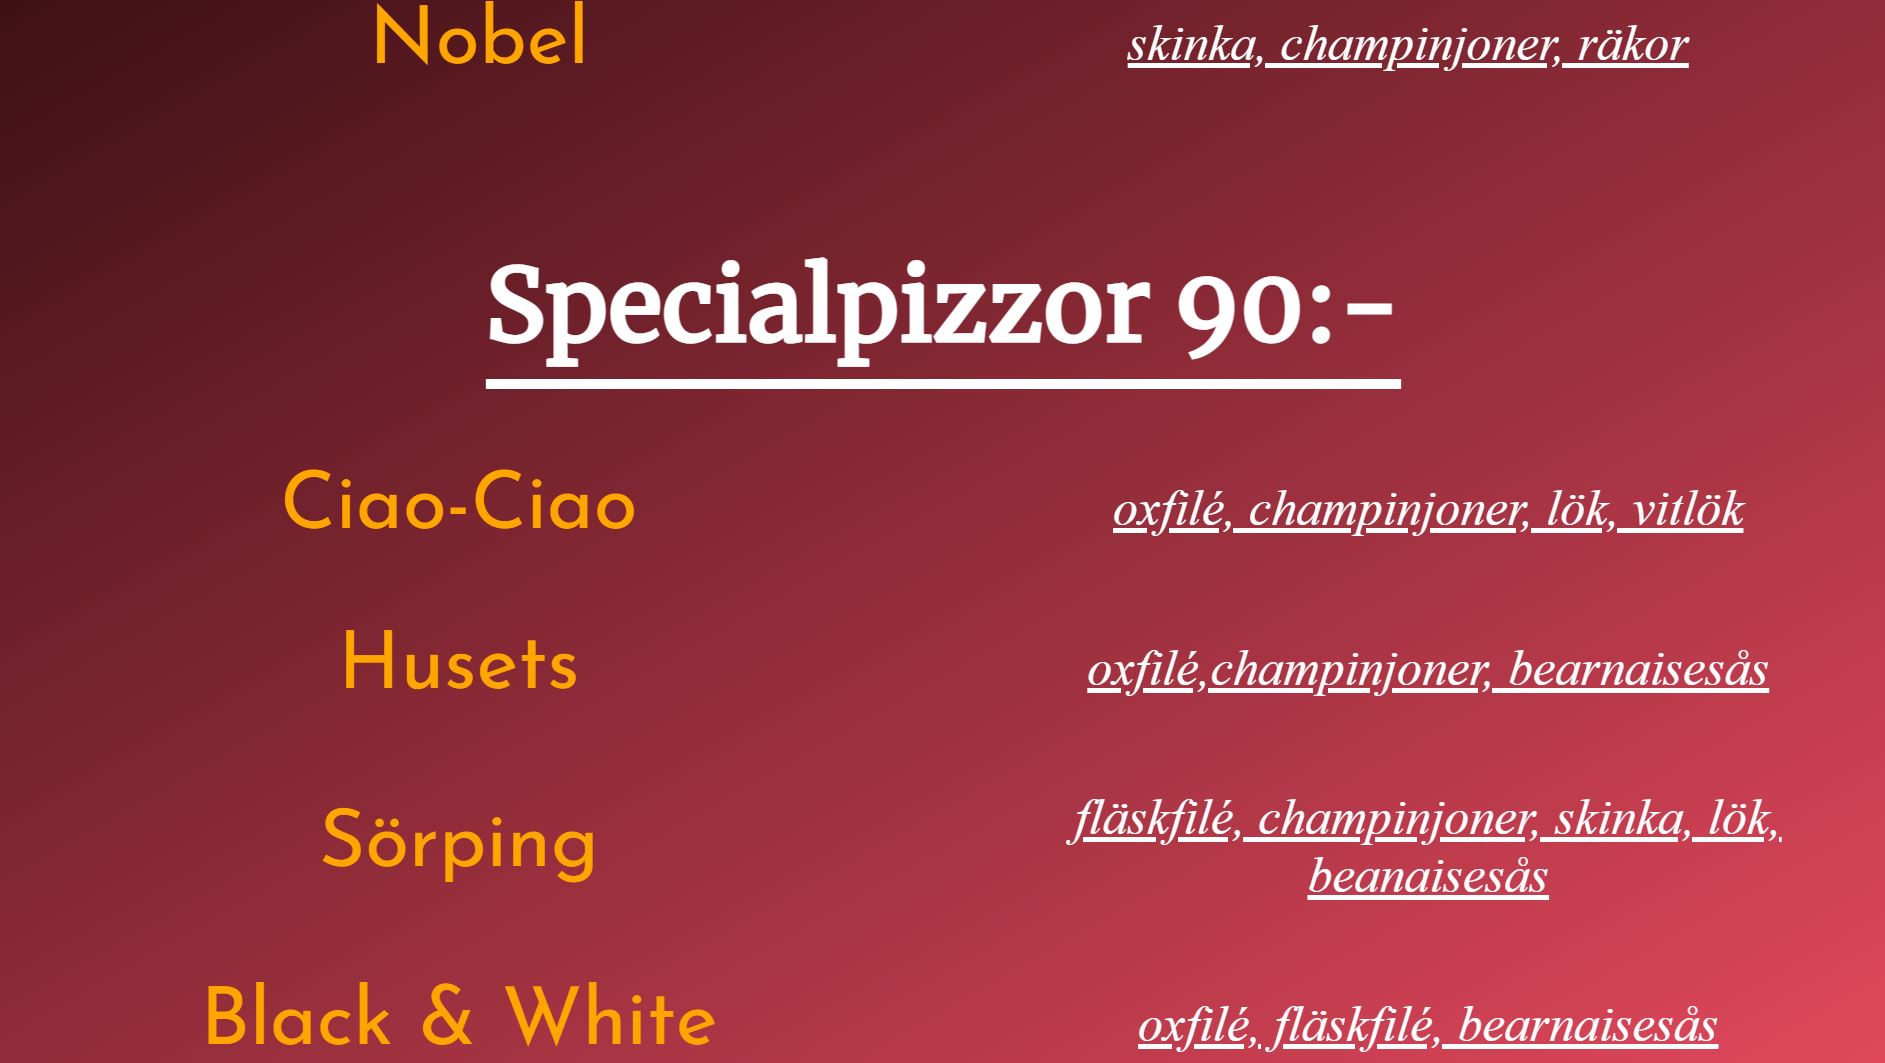 Nobel
skinka, champinjoner, räkor
Specialpizzor 90:-
Ciao-Ciao
oxfilé, champinjoner, lök, vitlök
Husets
oxfilé,champinjoner, bearnaisesås
Sörping
fläskfilé, champinjoner, skinka, lök,
beanaisesås
Black & White
oxfilé, fläskfilé, bearnaisesås